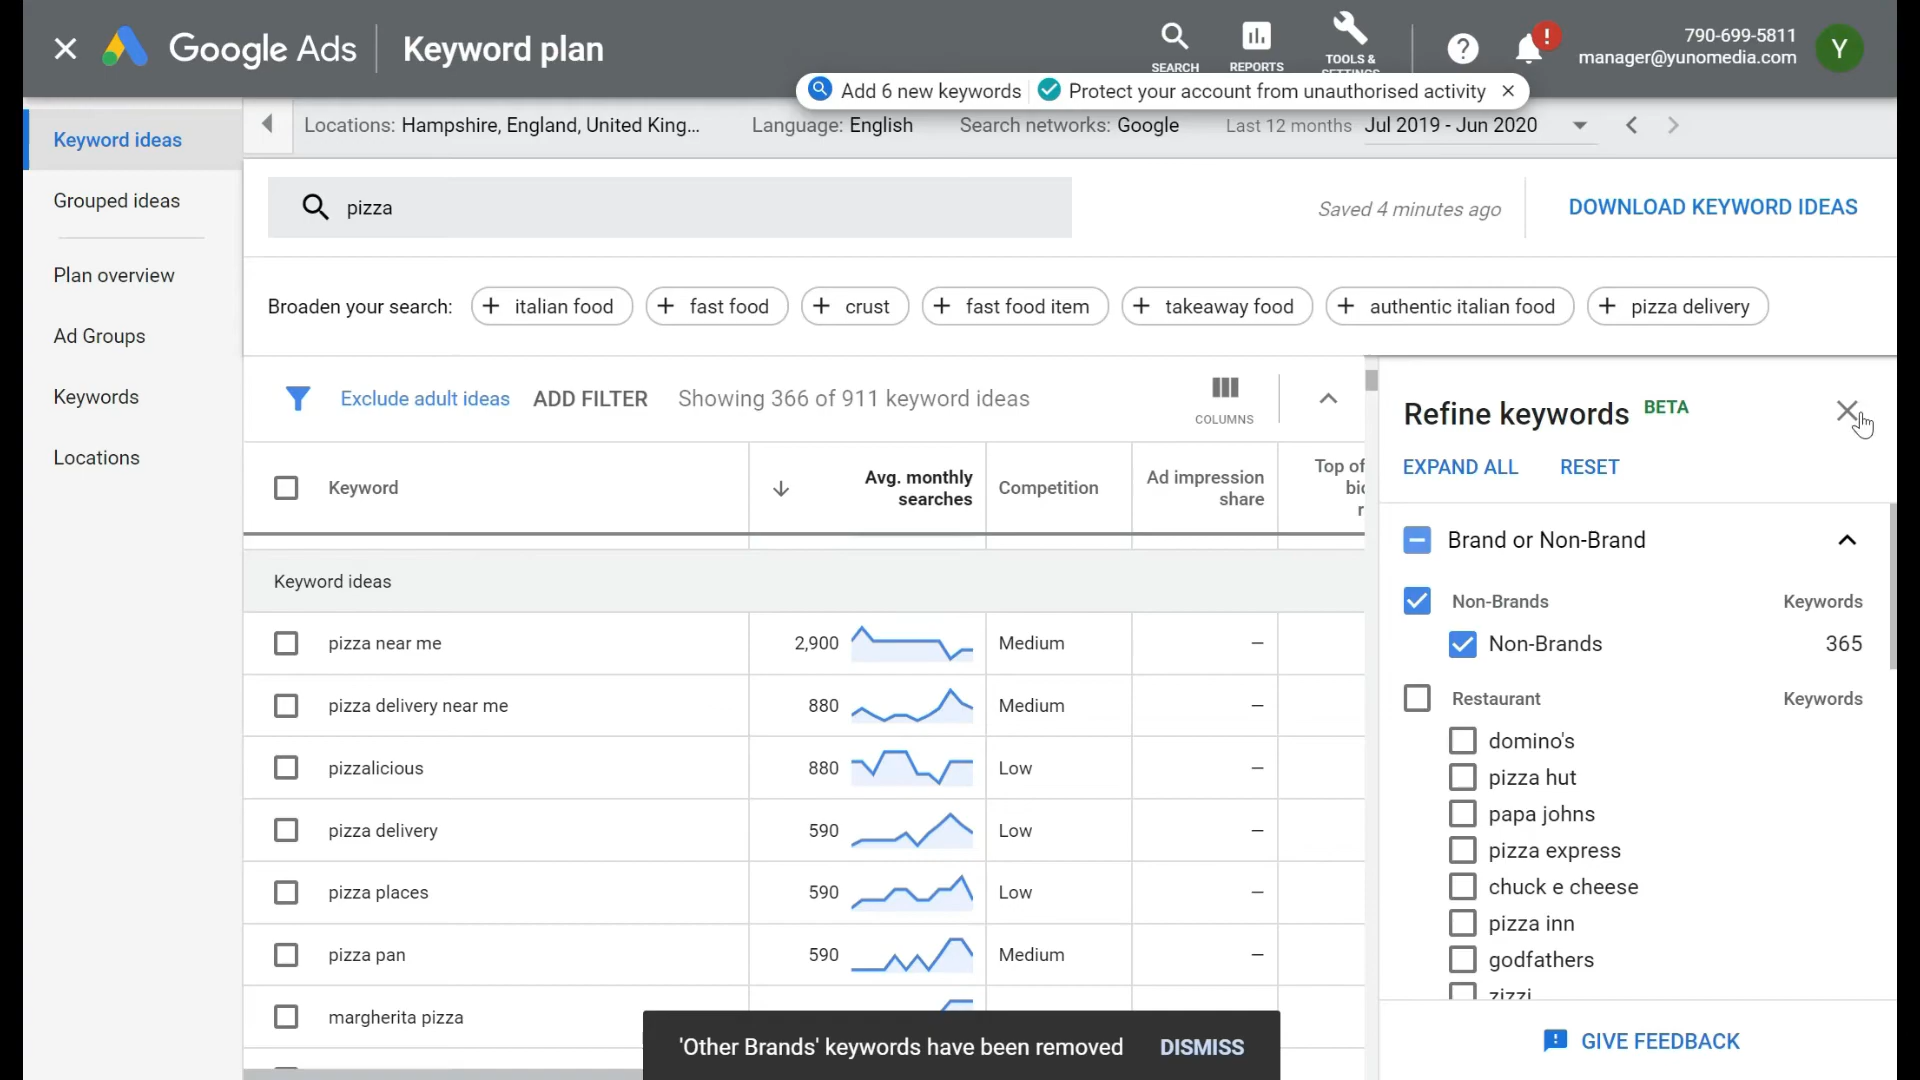 Google Ads
Keyword plan
SEARCH
REPORTS
TOOLS &
SETTINGS
!
790-699-5811
manager@yunomedia.com
Y
Add 6 new keywords
Protect your account from unauthorised activity
Keyword ideas
Grouped ideas
Plan overview
Ad Groups
Keywords
Locations
Locations: Hampshire, England, United King...
Language: English
Search networks: Google
Last 12 months Jul 2019 - Jun 2020
pizza
Saved 4 minutes ago
DOWNLOAD KEYWORD IDEAS
Broaden your search:
+ italian food
+ fast food
+ crust
+ fast food item
+ takeaway food
+ authentic italian food
+ pizza delivery
Exclude adult ideas
ADD FILTER
Showing 366 of 911 keyword ideas
COLUMNS
Keyword
Avg. monthly
searches
Competition
Ad impression
share
Top of
bid
r
Keyword ideas
pizza near me 2,900 Medium –
pizza delivery near me 880 Medium –
pizzalicious 880 Low –
pizza delivery 590 Low –
pizza places 590 Low –
pizza pan 590 Medium –
margherita pizza
'Other Brands' keywords have been removed DISMISS
Refine keywords BETA
EXPAND ALL
RESET
Brand or Non-Brand
Non-Brands Keywords
Non-Brands 365
Restaurant Keywords
domino's
pizza hut
papa johns
pizza express
chuck e cheese
pizza inn
godfathers
zizzi
GIVE FEEDBACK